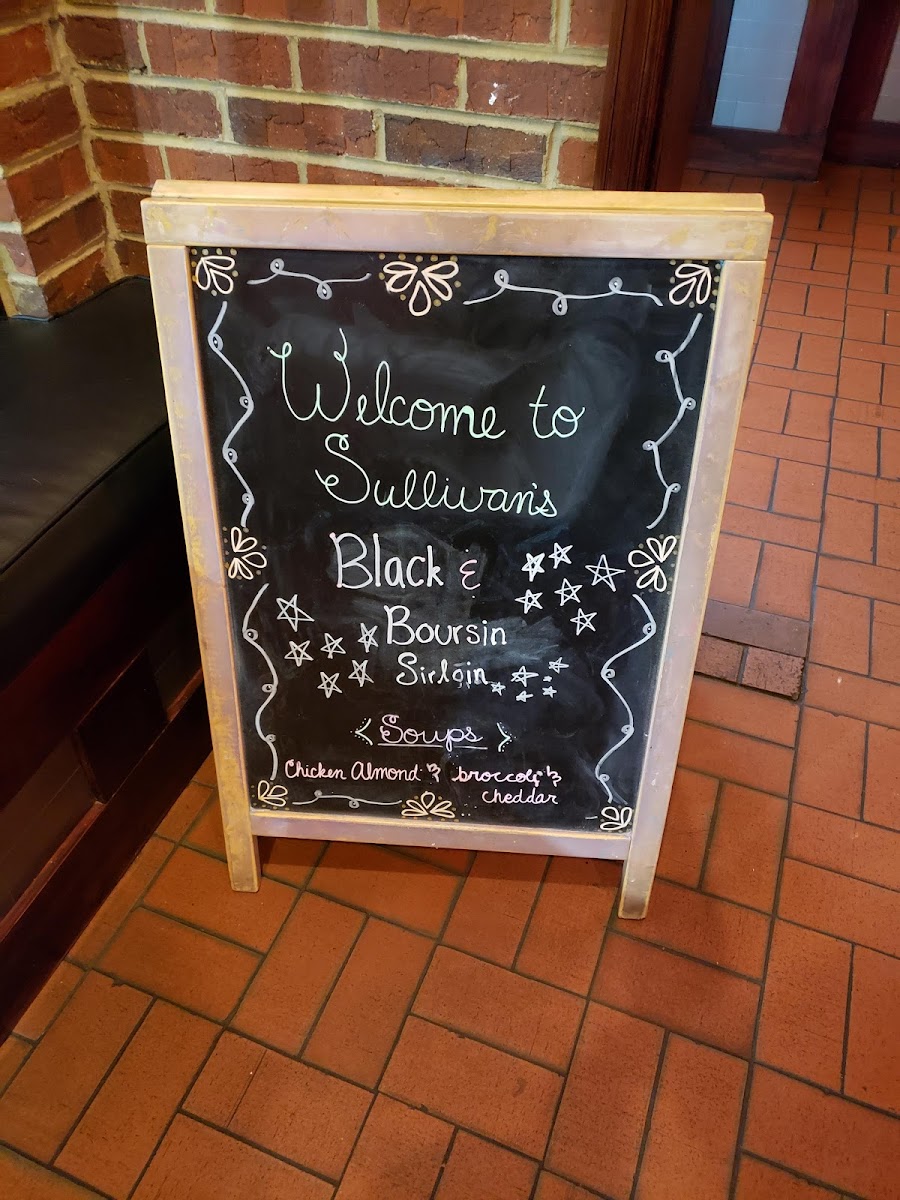 Welcome to
Sullivan's
Black &
Boursin
Sirloin
Soups
Chicken Almond & broccoli &
cheddar